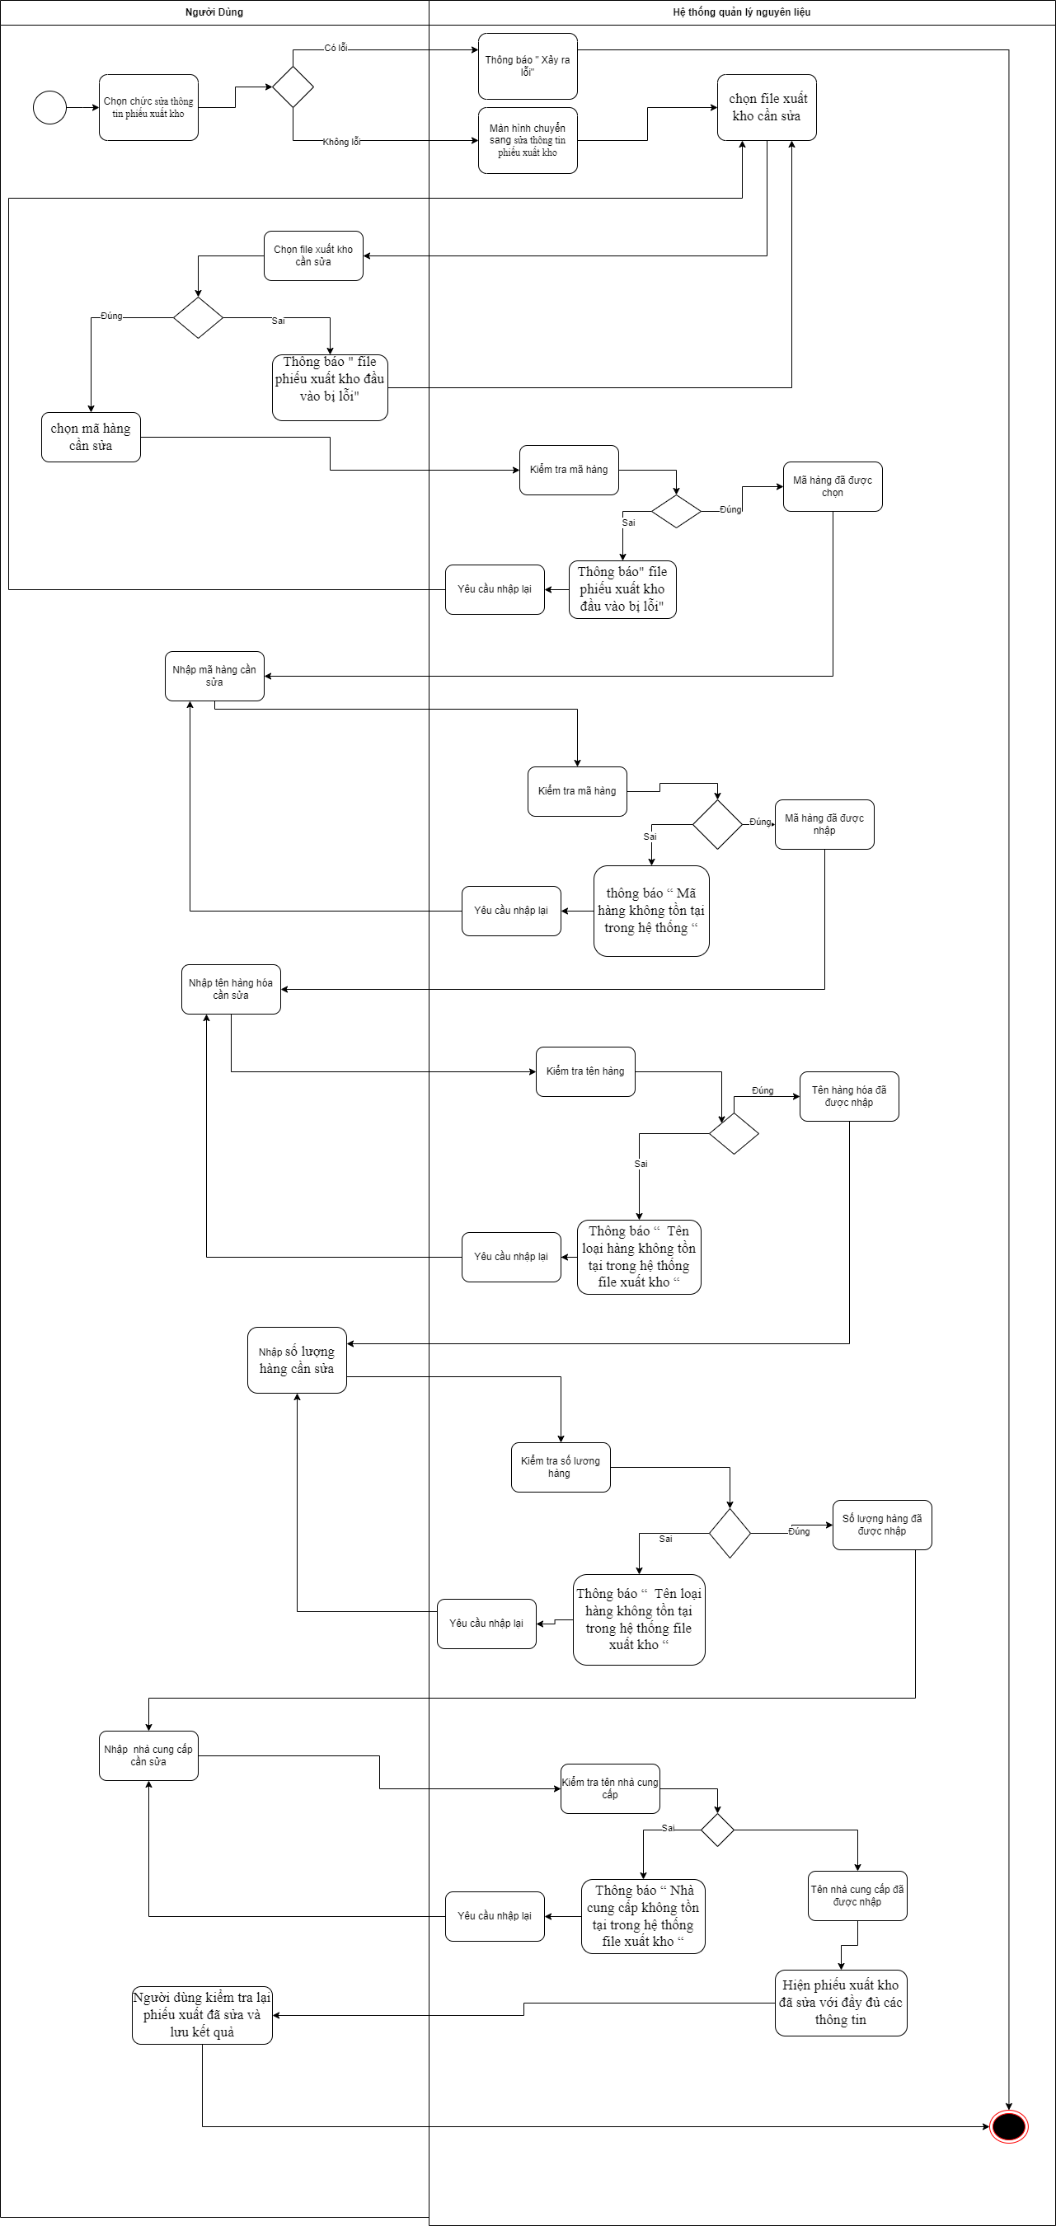 Người Dùng
Hệ thống quản lý nguyên liệu
Có lỗi
Thông báo " Xảy ra
lỗi"
Chọn chức sửa thông
tin phiếu xuất kho
chọn file xuất
kho cần sửa
Không lỗi
Màn hình chuyển
sang sửa thông tin
phiếu xuất kho
Chọn file xuất kho
cần sửa
Đúng
Sai
Thông báo " file
phiếu xuất kho đầu
vào bị lỗi"
chọn mã hàng
cần sửa
Kiểm tra mã hàng
Mã hàng đã được
chọn
Đúng
Sai
Thông báo" file
phiếu xuất kho
đầu vào bị lỗi"
Yêu cầu nhập lại
Nhập mã hàng cần
sửa
Kiểm tra mã hàng
Mã hàng đã được
nhập
Đúng
Sai
thông báo “ Mã
hàng không tồn tại
trong hệ thống “
Yêu cầu nhập lại
Nhập tên hàng hóa
cần sửa
Kiểm tra tên hàng
Đúng
Tên hàng hóa đã
được nhập
Sai
Thông báo “  Tên
loại hàng không tồn
tại trong hệ thống
file xuất kho “
Yêu cầu nhập lại
Nhập số lượng
hàng cần sửa
Kiểm tra số lương
hàng
Số lượng hàng đã
được nhập
Đúng
Sai
Thông báo “  Tên loại
hàng không tồn tại
trong hệ thống file
xuất kho “
Yêu cầu nhập lại
Nhập  nhà cung cấp
cần sửa
Kiểm tra tên nhà cung
cấp
Sai
Tên nhà cung cấp đã
được nhập
Thông báo “ Nhà
cung cấp không tồn
tại trong hệ thống
file xuất kho “
Yêu cầu nhập lại
Hiện phiếu xuất kho
đã sửa với đầy đủ các
thông tin
Người dùng kiểm tra lại
phiếu xuất đã sửa và
lưu kết quả